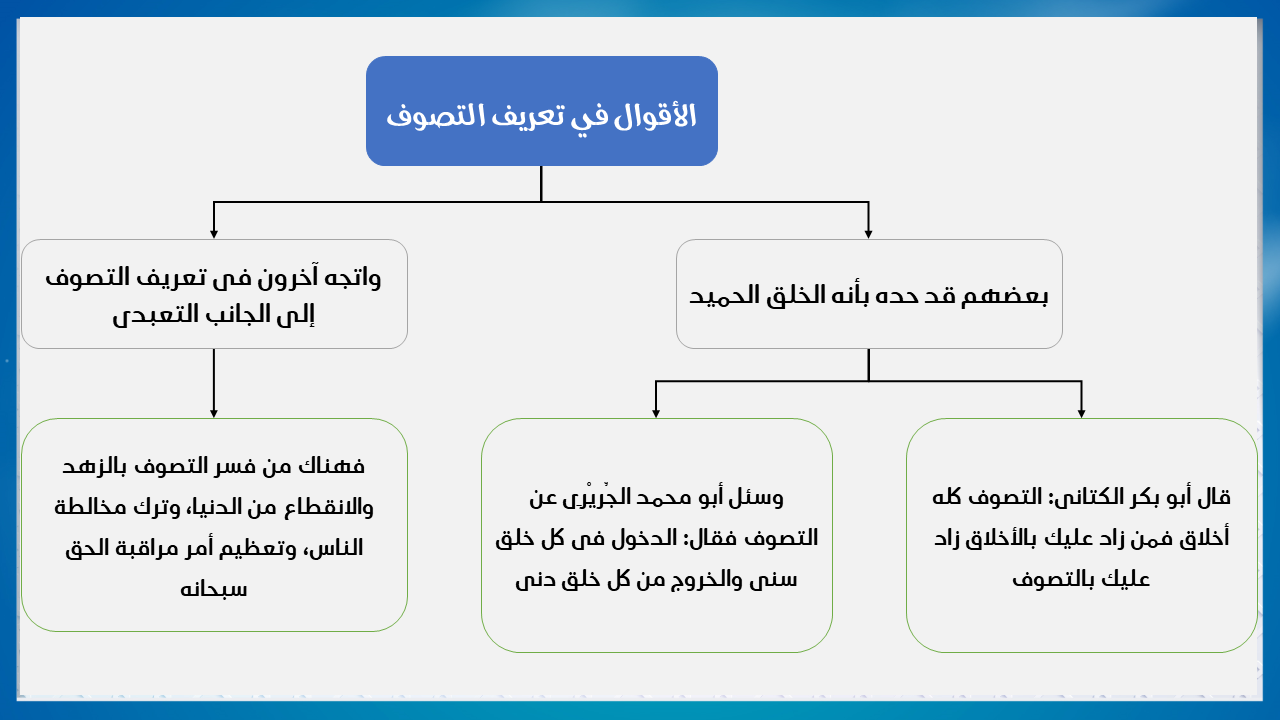 الأقوال في تعريف التصوف
بعضهم قد حده بأنه الخلق الحميد
واتجه آخرون فى تعريف التصوف
إلى الجانب التعبدى
قال أبو بكر الكتانى: التصوف كله
أخلاق فمن زاد عليك بالأخلاق زاد
عليك بالتصوف
وسئل أبو محمد الجُريْرِى عن
التصوف فقال: الدخول فى كل خلق
سنى والخروج من كل خلق دنى
فهناك من فسر التصوف بالزهد
والانقطاع من الدنيا، وترك مخالطة
الناس، وتعظيم أمر مراقبة الحق
سبحانه